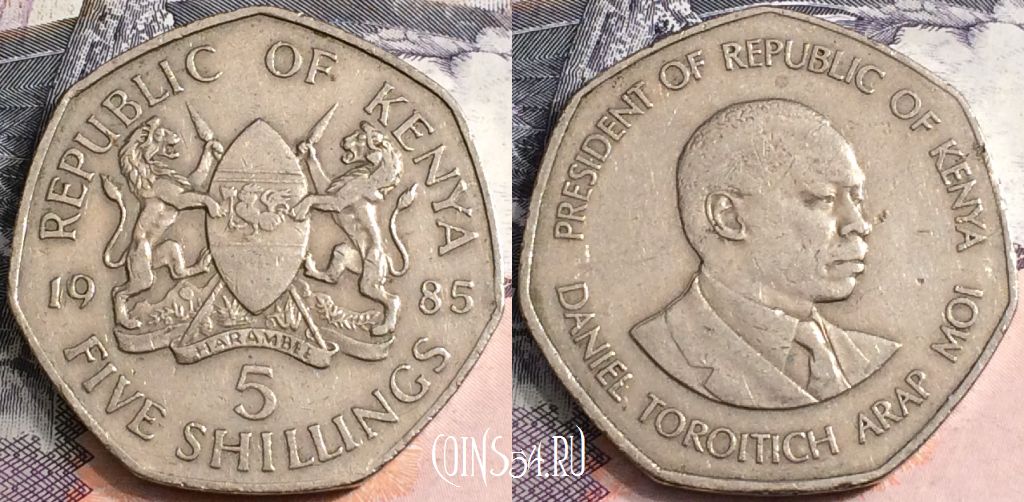 REPUBLIC OF KENYA
19 85
HARAMBEE
5
FIVE SHILLINGS
PRESIDENT OF REPUBLIC OF KENYA
DANIEL TOROITICH ARAP MOI
COINS54.RU